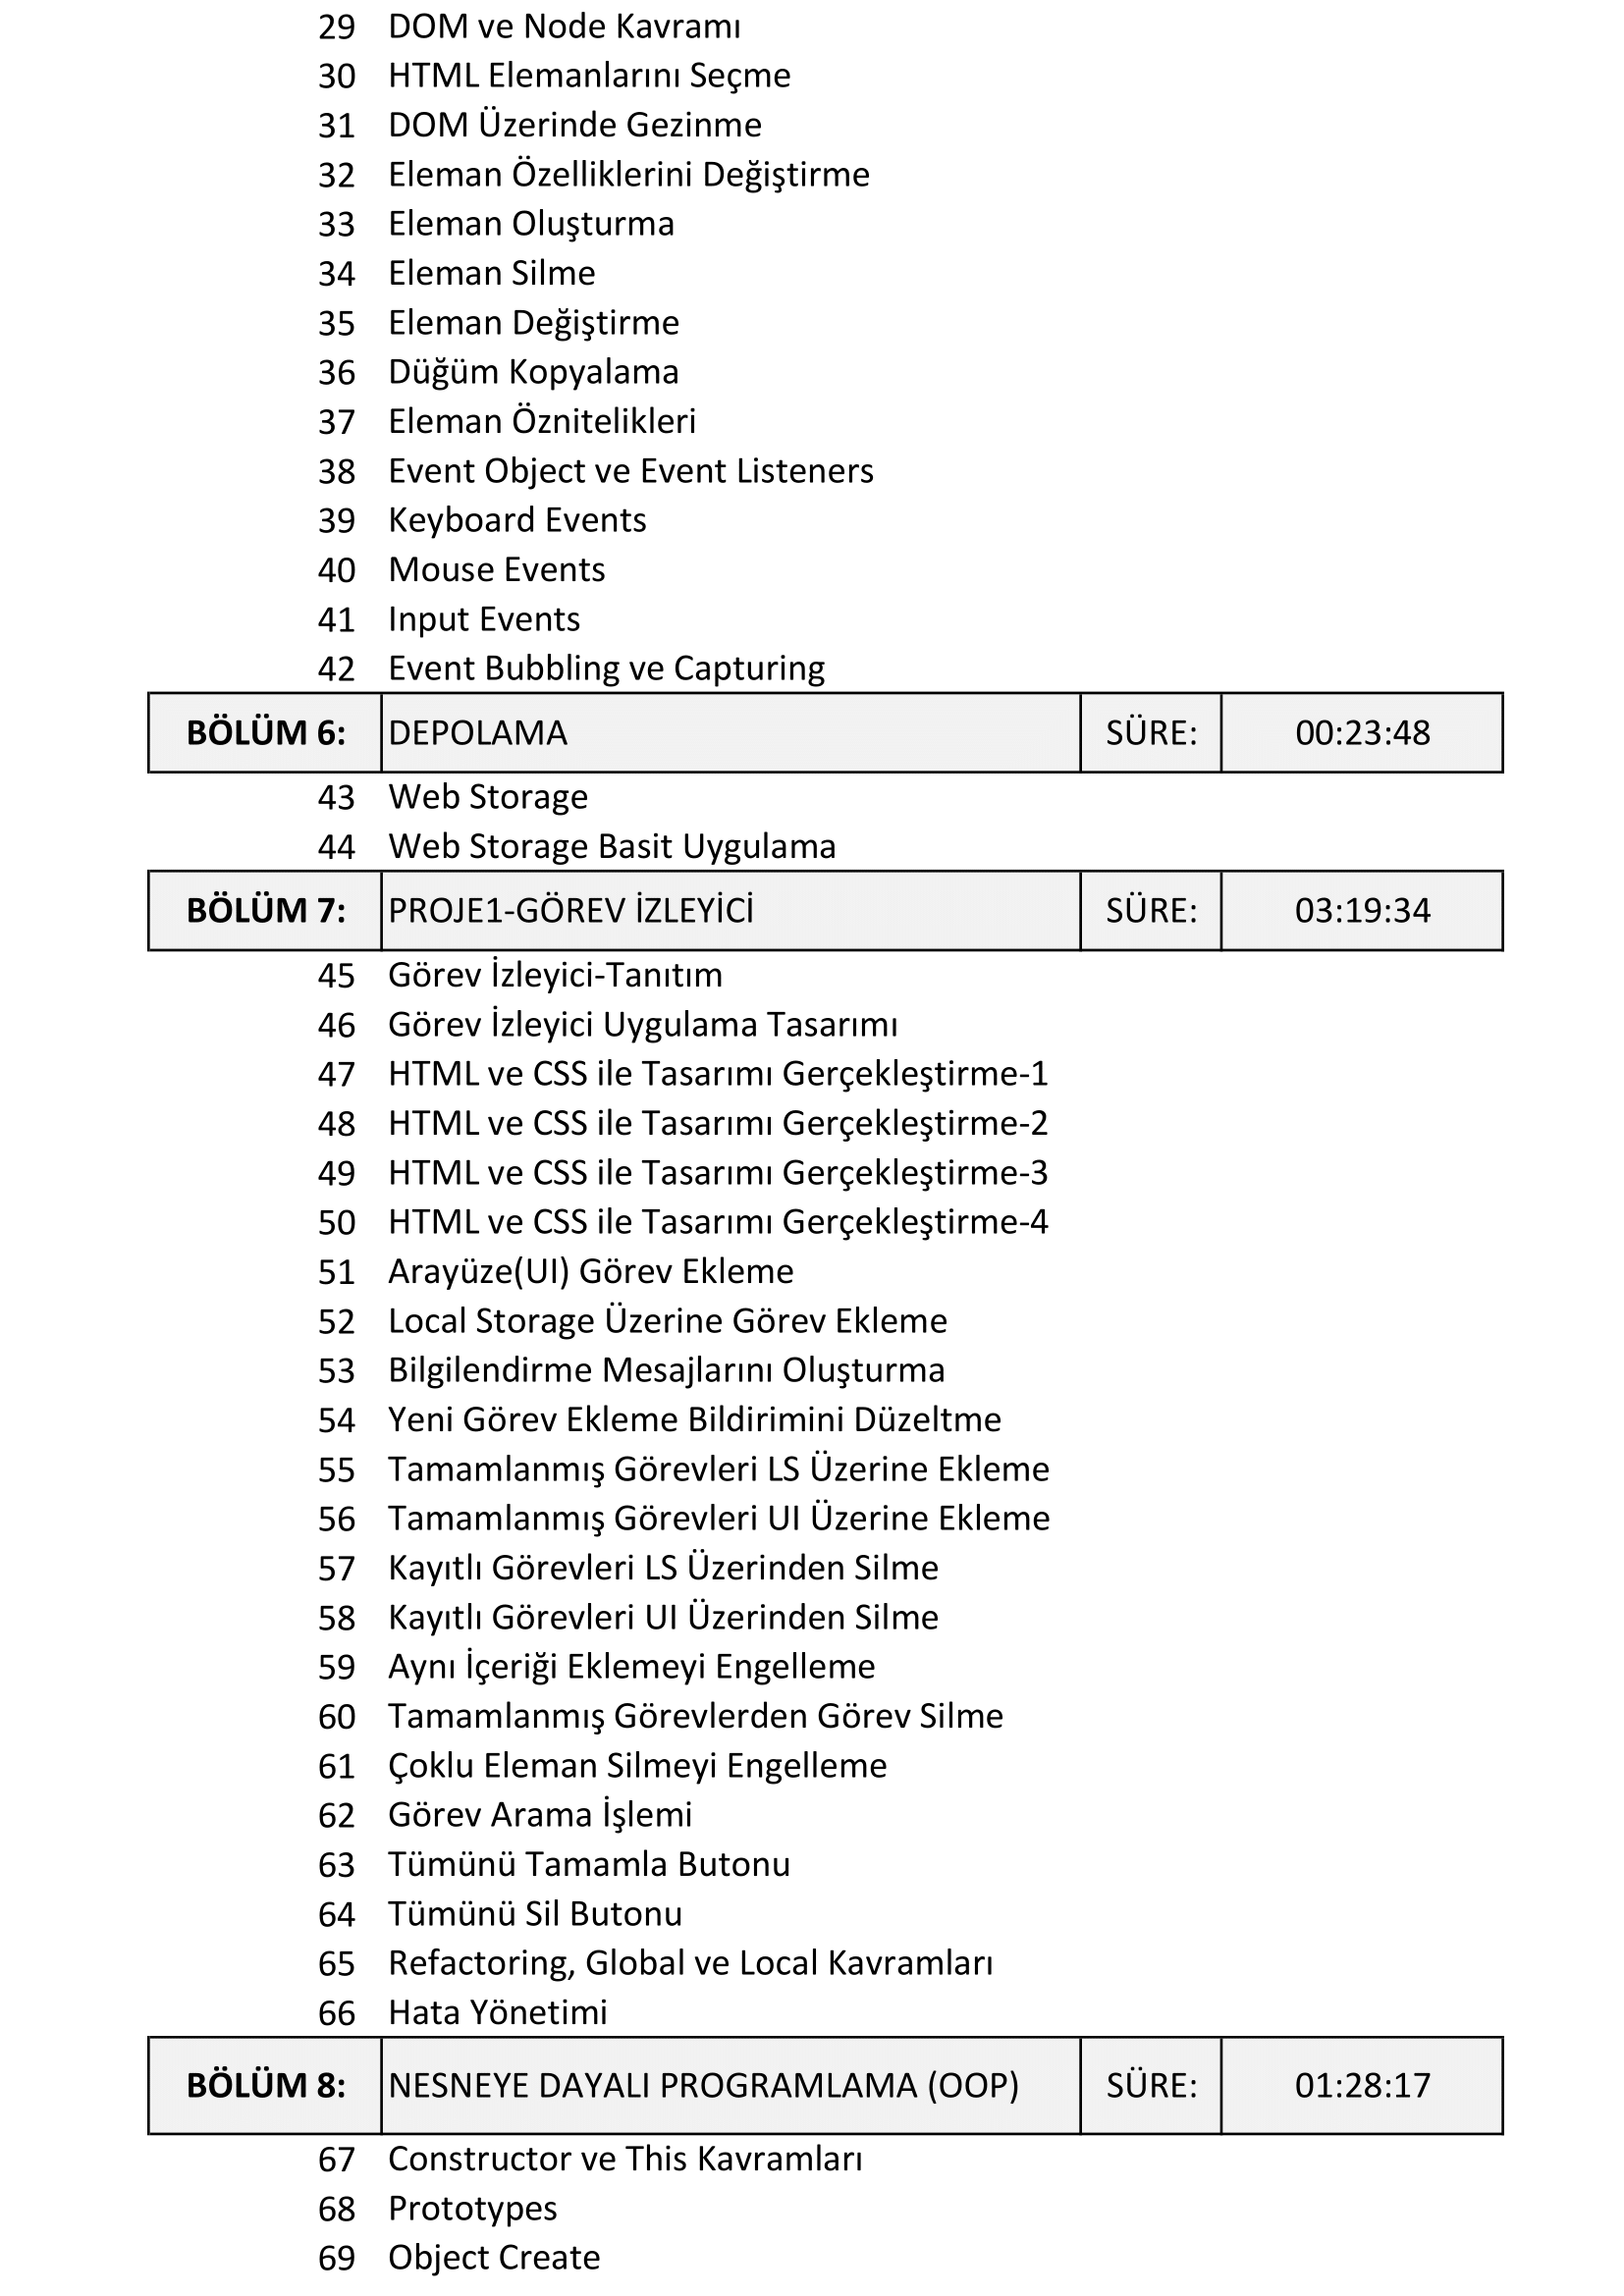 29 DOM ve Node Kavramı
30 HTML Elemanlarını Seçme
31 DOM Üzerinde Gezinme
32 Eleman Özelliklerini Değiştirme
33 Eleman Oluşturma
34 Eleman Silme
35 Eleman Değiştirme
36 Düğüm Kopyalama
37 Eleman Öznitelikleri
38 Event Object ve Event Listeners
39 Keyboard Events
40 Mouse Events
41 Input Events
42 Event Bubbling ve Capturing
BÖLÜM 6: DEPOLAMA SÜRE: 00:23:48
43 Web Storage
44 Web Storage Basit Uygulama
BÖLÜM 7: PROJE1-GÖREV İZLEYİCİ SÜRE: 03:19:34
45 Görev İzleyici-Tanıtım
46 Görev İzleyici Uygulama Tasarımı
47 HTML ve CSS ile Tasarımı Gerçekleştirme-1
48 HTML ve CSS ile Tasarımı Gerçekleştirme-2
49 HTML ve CSS ile Tasarımı Gerçekleştirme-3
50 HTML ve CSS ile Tasarımı Gerçekleştirme-4
51 Arayüze(UI) Görev Ekleme
52 Local Storage Üzerine Görev Ekleme
53 Bilgilendirme Mesajlarını Oluşturma
54 Yeni Görev Ekleme Bildirimini Düzeltme
55 Tamamlanmış Görevleri LS Üzerine Ekleme
56 Tamamlanmış Görevleri UI Üzerine Ekleme
57 Kayıtlı Görevleri LS Üzerinden Silme
58 Kayıtlı Görevleri UI Üzerinden Silme
59 Aynı İçeriği Eklemeyi Engelleme
60 Tamamlanmış Görevlerden Görev Silme
61 Çoklu Eleman Silmeyi Engelleme
62 Görev Arama İşlemi
63 Tümünü Tamamla Butonu
64 Tümünü Sil Butonu
65 Refactoring, Global ve Local Kavramları
66 Hata Yönetimi
BÖLÜM 8: NESNEYE DAYALI PROGRAMLAMA (OOP) SÜRE: 01:28:17
67 Constructor ve This Kavramları
68 Prototypes
69 Object Create